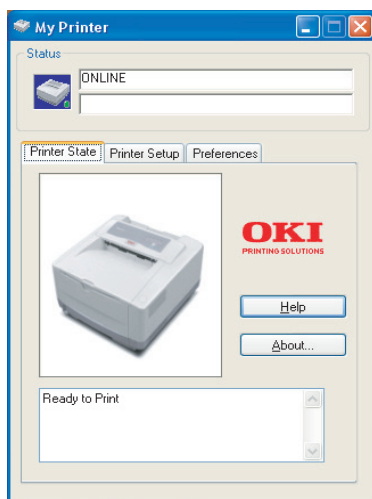 My Printer
Status
ONLINE
Printer State Printer Setup Preferences
OKI
PRINTING SOLUTIONS
Help
About...
Ready to Print